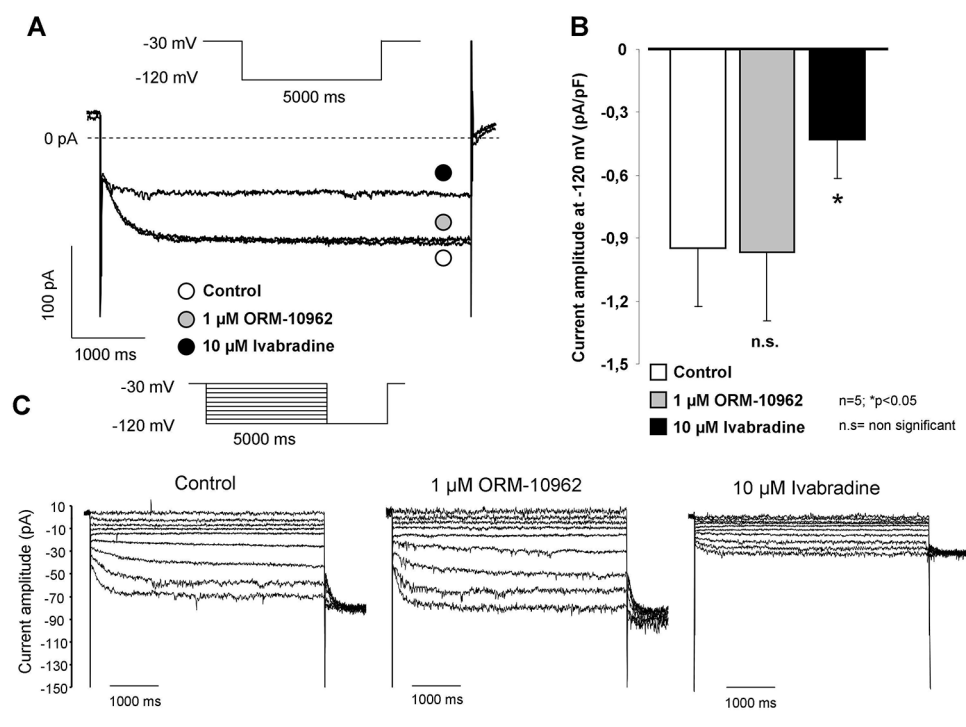 A
-30 mV
-120 mV
5000 ms
0 pA
100 pA
1000 ms
Control
1 µM ORM-10962
10 µM Ivabradine
B
Current amplitude at -120 mV (pA/pF)
0
-0,3
-0,6
-0,9
-1,2
-1,5
*
n.s.
Control
1 µM ORM-10962
10 µM Ivabradine
n=5; *p<0.05
n.s= non significant
C
-30 mV
-120 mV
5000 ms
Control
1 µM ORM-10962
10 µM Ivabradine
Current amplitude (pA)
10
-10
-30
-50
-70
-90
-110
-130
-150
1000 ms
1000 ms
1000 ms